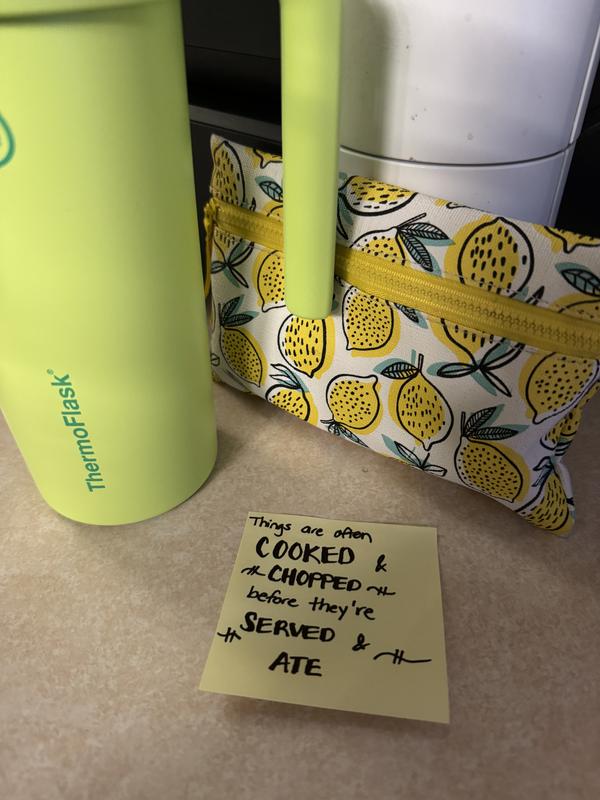 ThermoFlask®
Things are often
COOKED &
CHOPPED
before they're
SERVED &
ATE